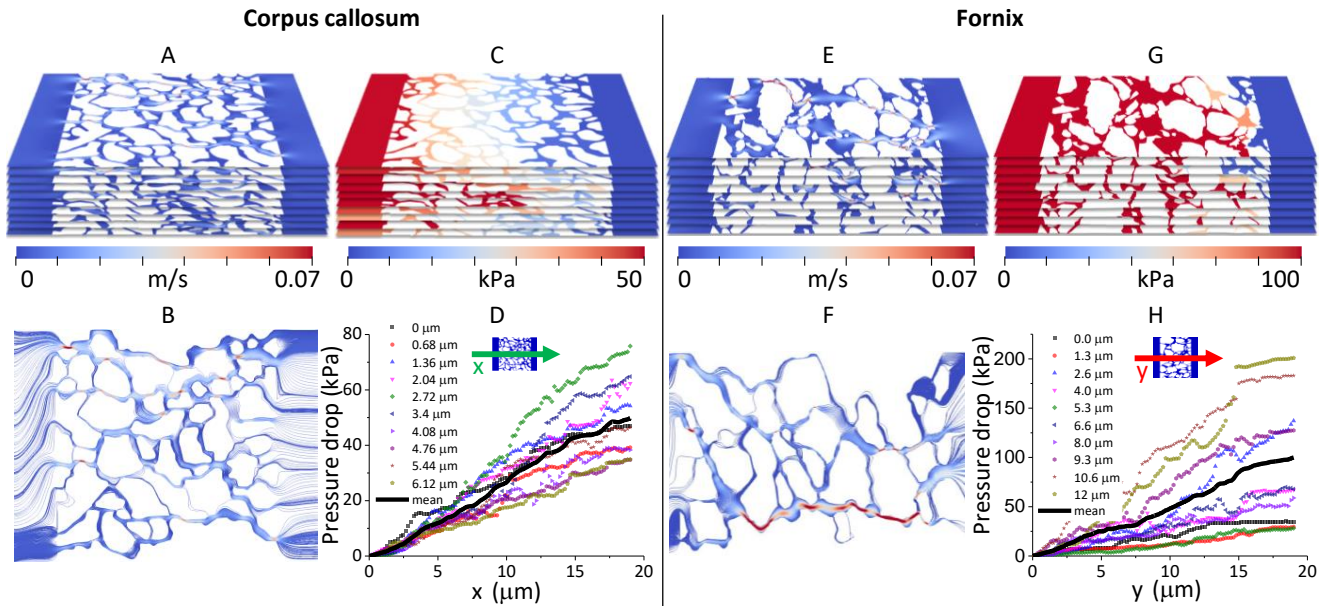 Corpus callosum
Fornix
A
C
E
G
0 m/s 0.07
0 kPa 50
0 m/s 0.07
0 kPa 100
B
D
Pressure drop (kPa)
80
60
40
20
0
0 μm
0.68 μm
1.36 μm
2.04 μm
2.72 μm
3.4 μm
4.08 μm
4.76 μm
5.44 μm
6.12 μm
mean
x
0 5 10 15 20
x (μm)
F
H
Pressure drop (kPa)
200
150
100
50
0
0.0 μm
1.3 μm
2.6 μm
4.0 μm
5.3 μm
6.6 μm
8.0 μm
9.3 μm
10.6 μm
12 μm
mean
y
0 5 10 15 20
y (μm)